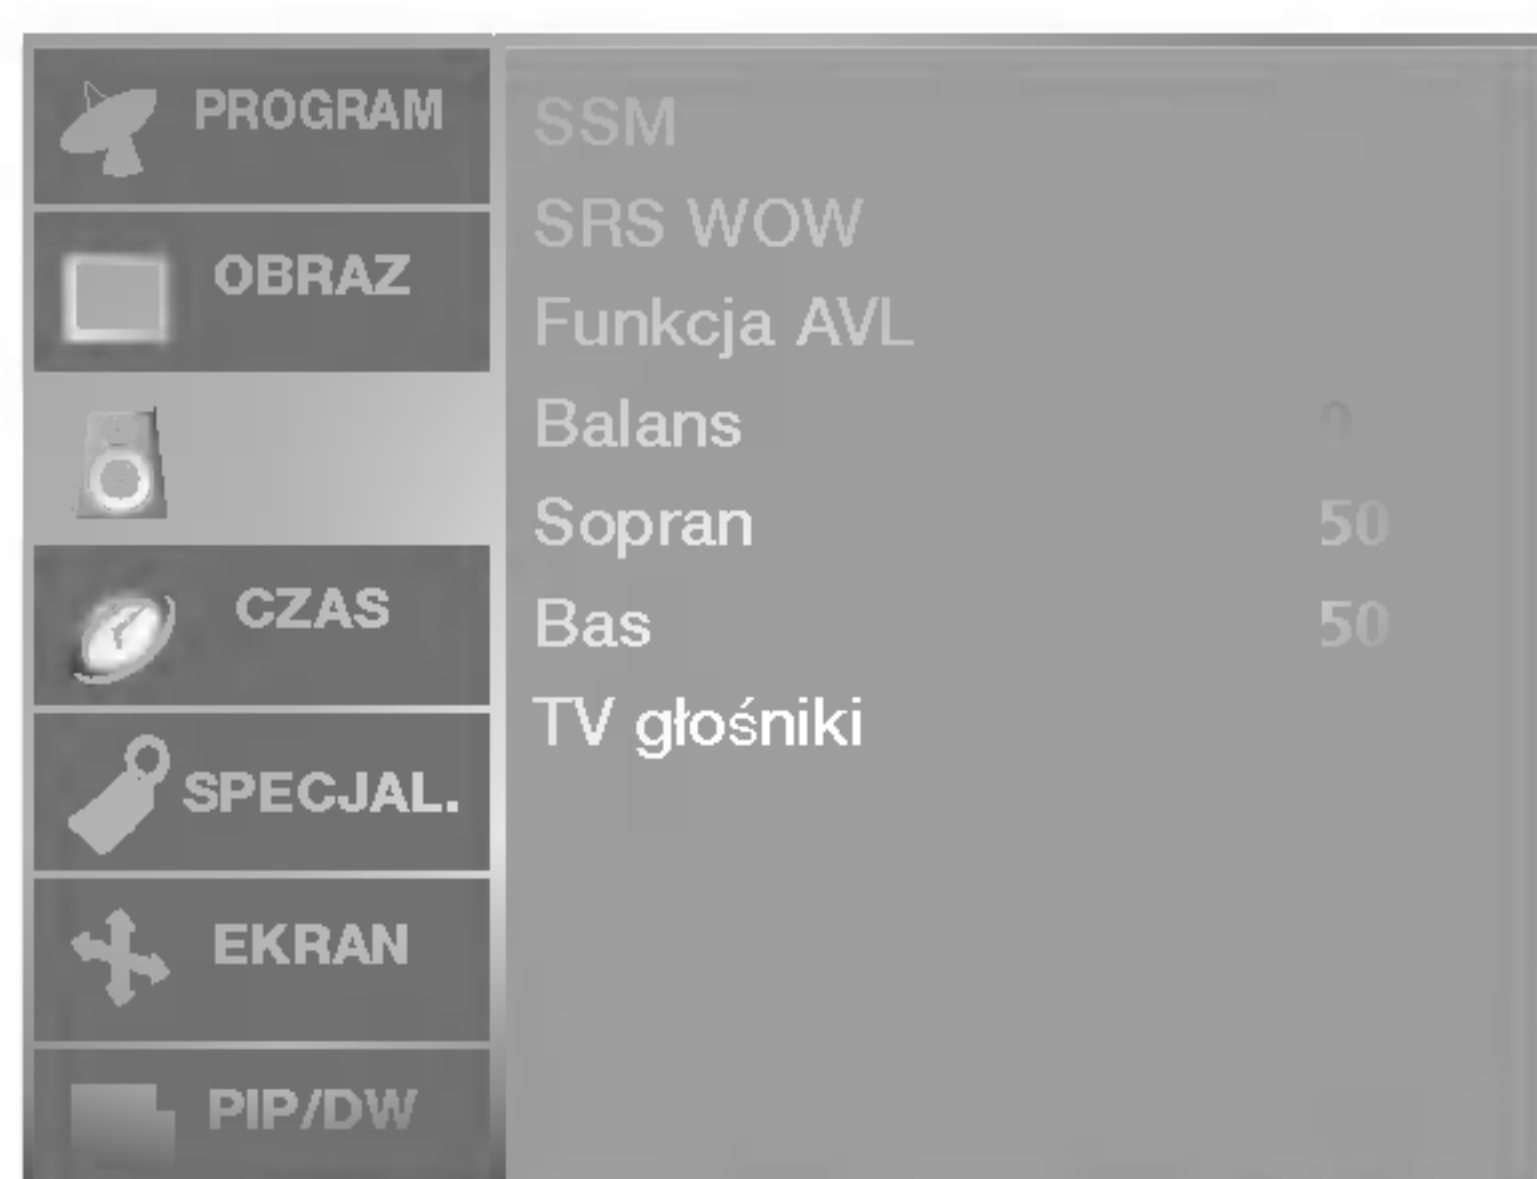 PROGRAM
OBRAZ
CZAS
SPECJAL.
EKRAN
PIP/DW
SSM
SRS WOW
Funkcja AVL
Balans 0
Sopran 50
Bas 50
TV głośniki